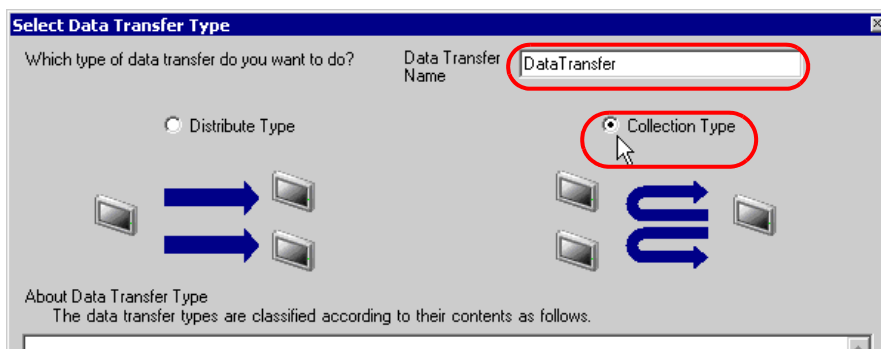 Select Data Transfer Type
Which type of data transfer do you want to do?
Data Transfer
Name
DataTransfer
Distribute Type
Collection Type
About Data Transfer Type
The data transfer types are classified according to their contents as follows.